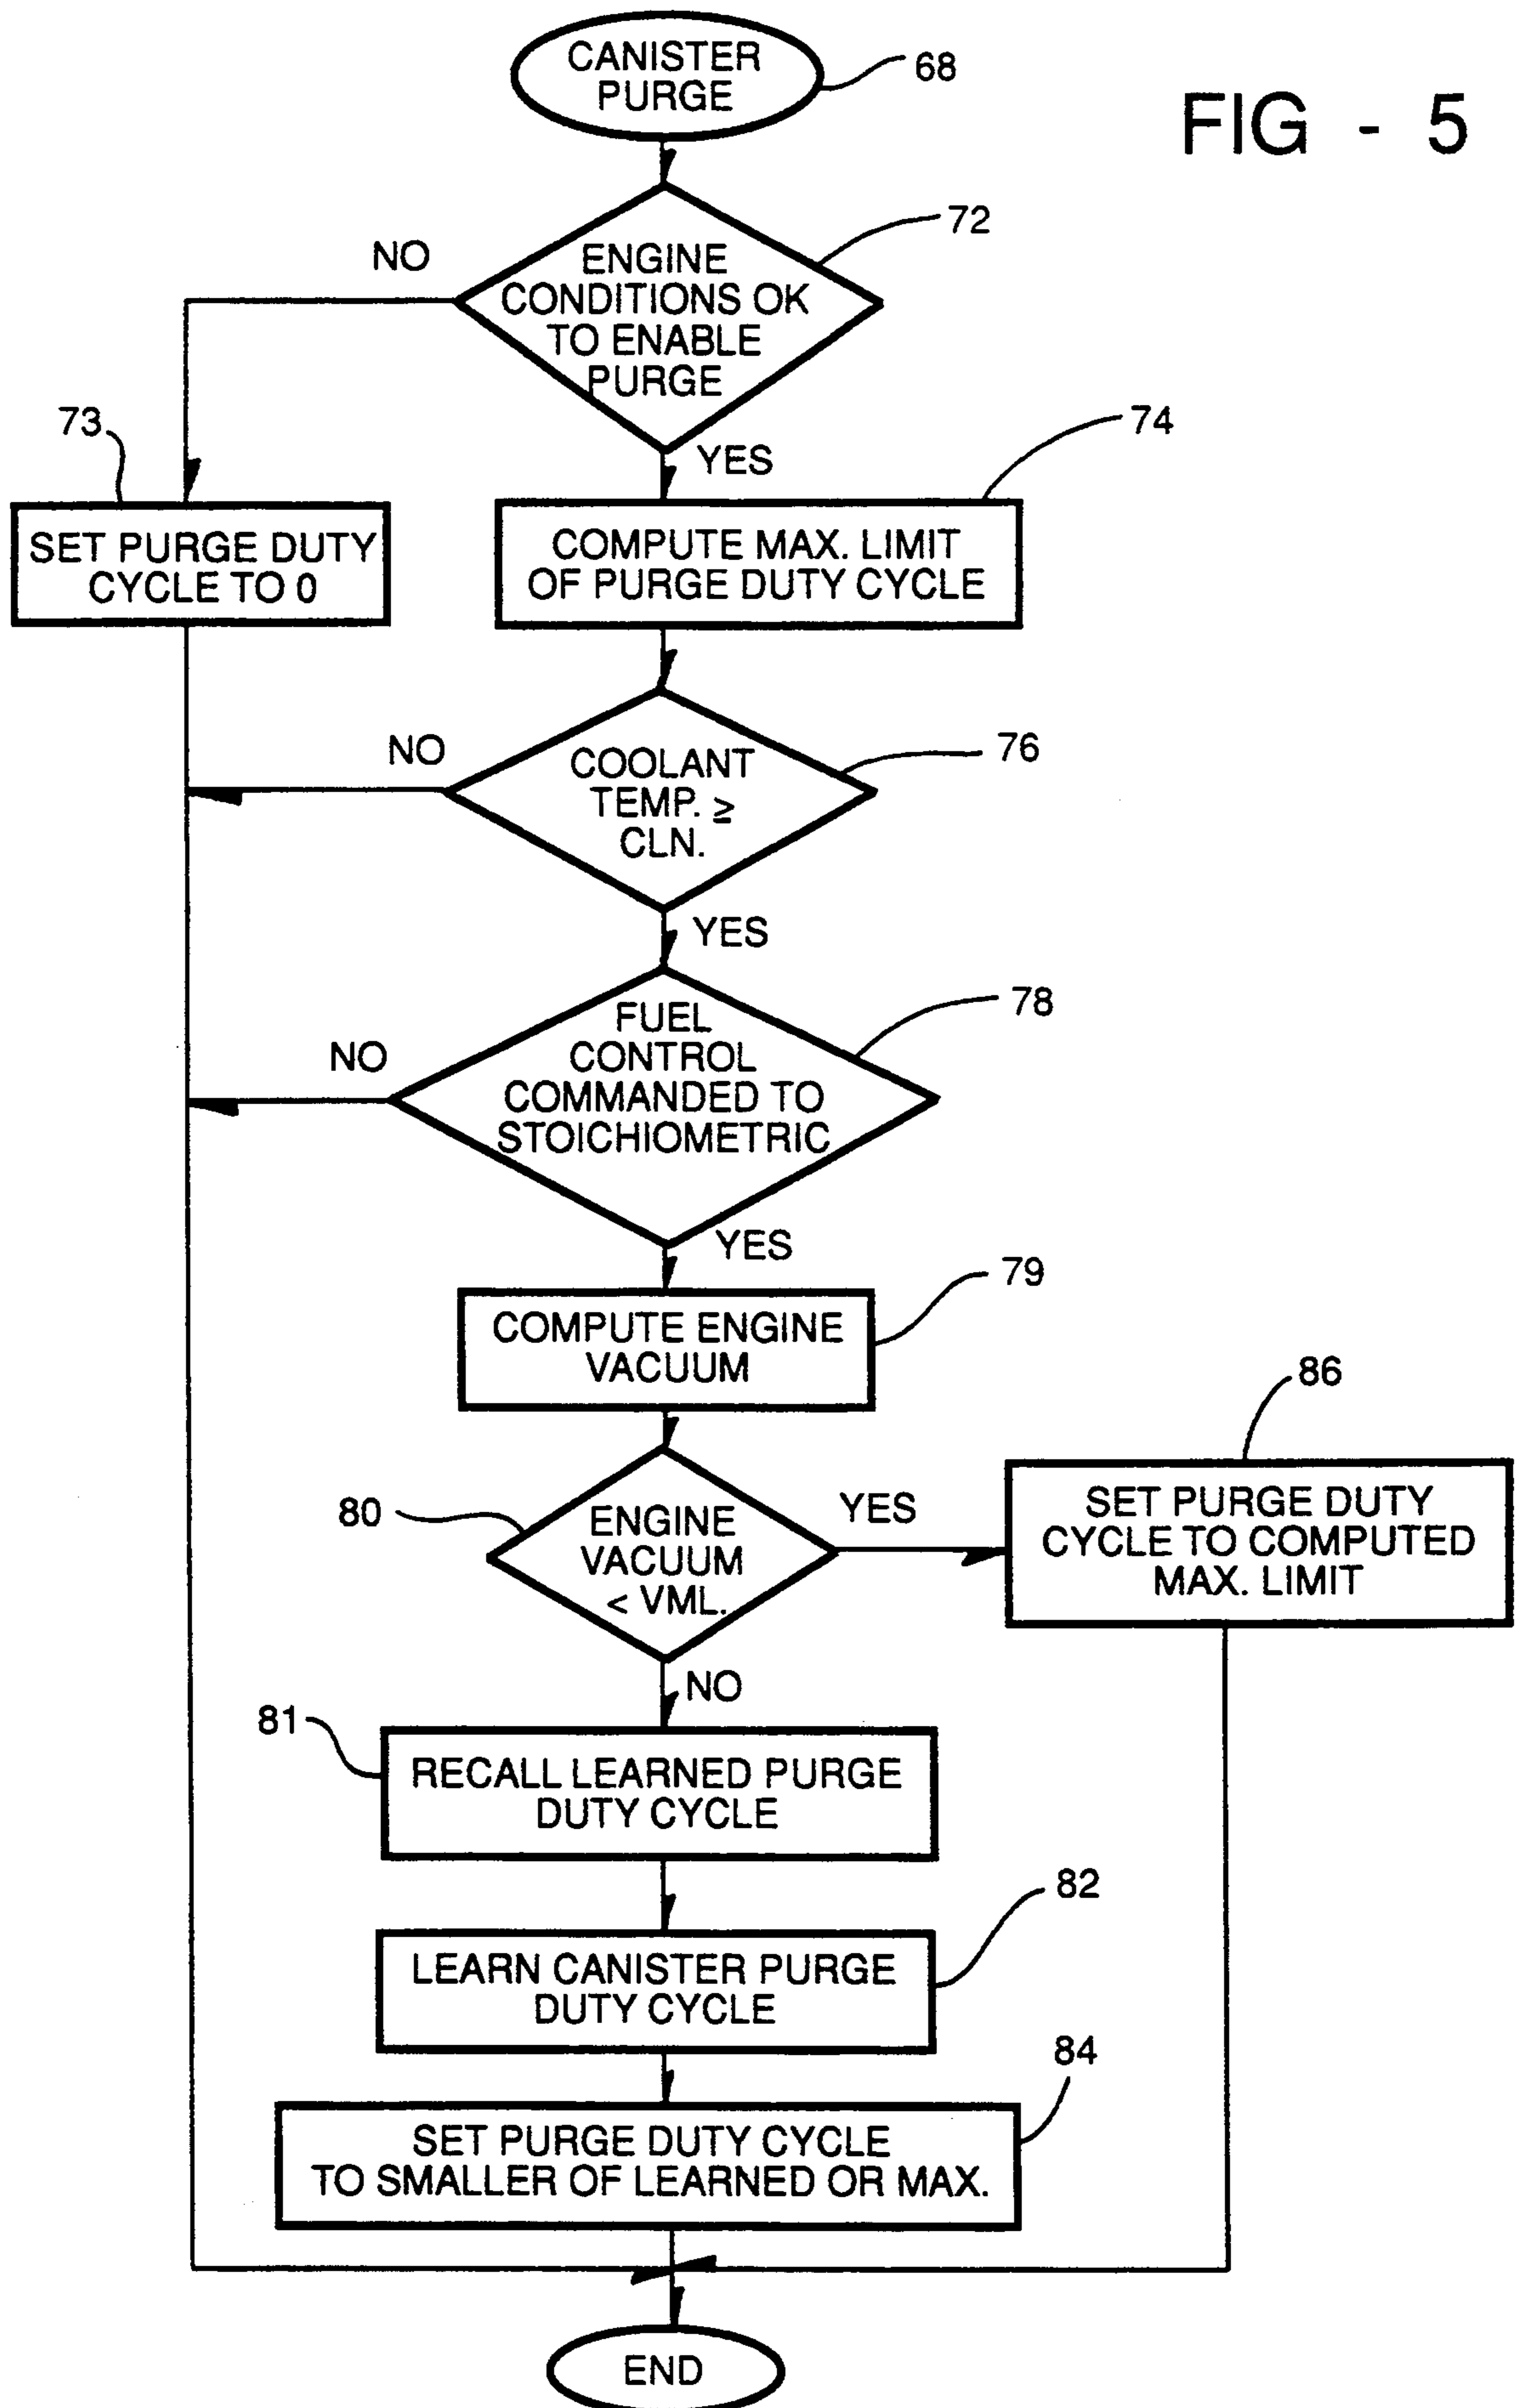 CANISTER
PURGE
68
FIG - 5
72
NO
ENGINE
CONDITIONS OK
TO ENABLE
PURGE
73
YES
74
SET PURGE DUTY
CYCLE TO 0
COMPUTE MAX. LIMIT
OF PURGE DUTY CYCLE
NO
76
COOLANT
TEMP. ≥
CLN.
YES
78
NO
FUEL
CONTROL
COMMANDED TO
STOICHIOMETRIC
YES
79
COMPUTE ENGINE
VACUUM
86
80
ENGINE
VACUUM
< VML.
YES
SET PURGE DUTY
CYCLE TO COMPUTED
MAX. LIMIT
NO
81
RECALL LEARNED PURGE
DUTY CYCLE
82
LEARN CANISTER PURGE
DUTY CYCLE
84
SET PURGE DUTY CYCLE
TO SMALLER OF LEARNED OR MAX.
END